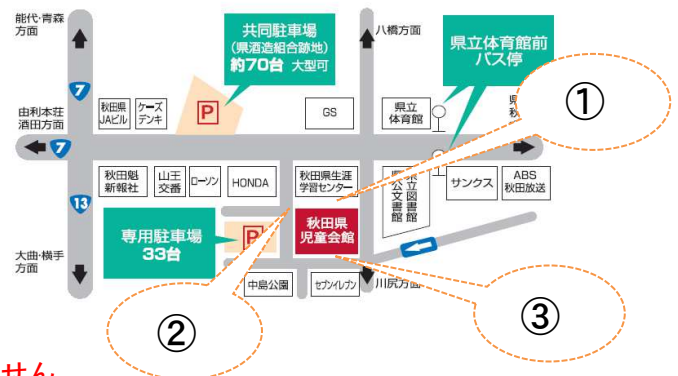 能代・青森
方面
共同駐車場
(県酒造組合跡地)
約70台 大型可
八橋方面
県立体育館前
バス停
7
秋田県
JAビル
ケーズ
デンキ
P
GS
県立
体育館
①
由利本荘
酒田方面
7
秋田魁
新報社
山王
交番
ローソン
HONDA
秋田県生涯
学習センター
県立図書館
公文書館
サンクス
ABS
秋田放送
13
専用駐車場
33台
P
秋田県
児童会館
大曲・横手
方面
中島公園
セブンイレブン
川尻方面
②
③
せん